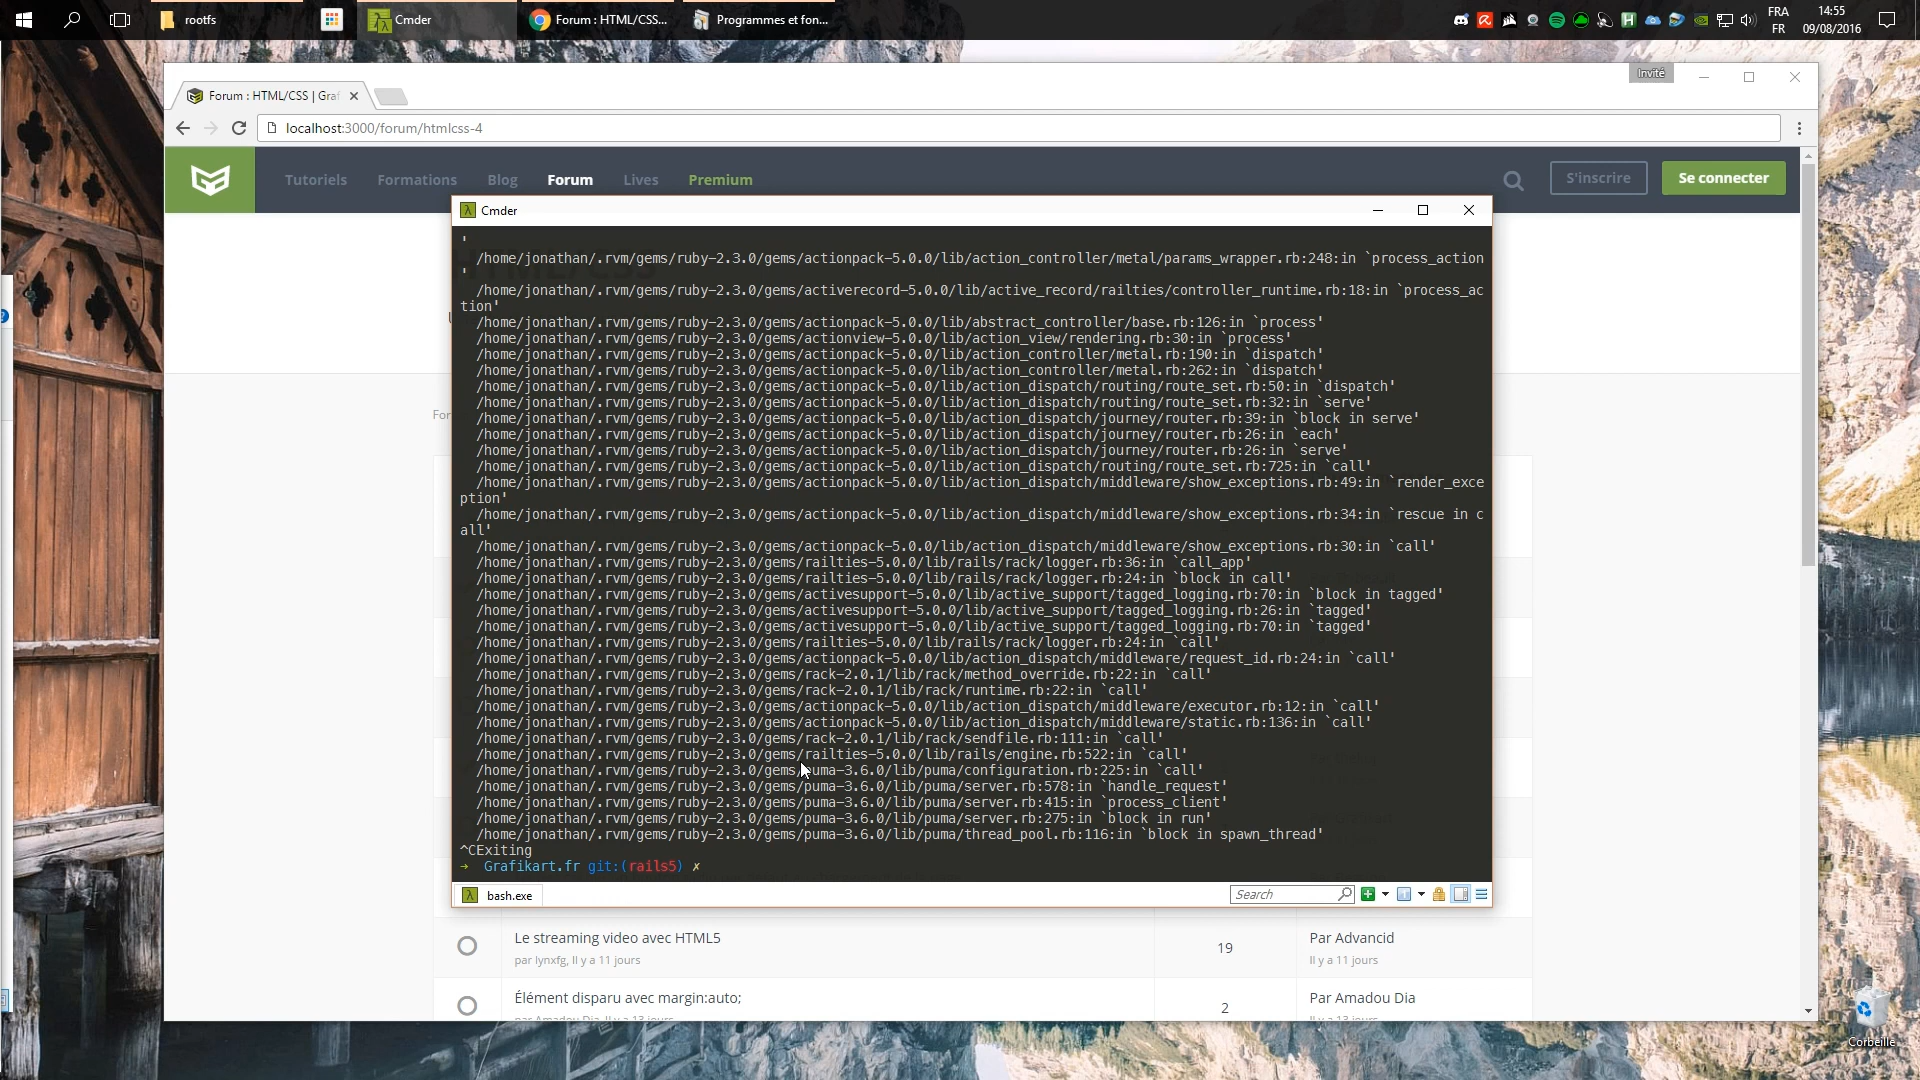 rootfs
Cmder
Forum : HTML/CSS...
Programmes et fon...
FRA
FR
14:55
09/08/2016
Invité
Forum : HTML/CSS | Graf
localhost:3000/forum/htmlcss-4
Tutoriels
Formations
Blog
Forum
Lives
Premium
S'inscrire
Se connecter
Cmder
'
/home/jonathan/.rvm/gems/ruby-2.3.0/gems/actionpack-5.0.0/lib/action_controller/metal/params_wrapper.rb:248:in `process_action
'
/home/jonathan/.rvm/gems/ruby-2.3.0/gems/activerecord-5.0.0/lib/active_record/railties/controller_runtime.rb:18:in `process_ac
tion'
/home/jonathan/.rvm/gems/ruby-2.3.0/gems/actionpack-5.0.0/lib/abstract_controller/base.rb:126:in `process'
/home/jonathan/.rvm/gems/ruby-2.3.0/gems/actionview-5.0.0/lib/action_view/rendering.rb:30:in `process'
/home/jonathan/.rvm/gems/ruby-2.3.0/gems/actionpack-5.0.0/lib/action_controller/metal.rb:190:in `dispatch'
/home/jonathan/.rvm/gems/ruby-2.3.0/gems/actionpack-5.0.0/lib/action_controller/metal.rb:262:in `dispatch'
/home/jonathan/.rvm/gems/ruby-2.3.0/gems/actionpack-5.0.0/lib/action_dispatch/routing/route_set.rb:50:in `dispatch'
/home/jonathan/.rvm/gems/ruby-2.3.0/gems/actionpack-5.0.0/lib/action_dispatch/routing/route_set.rb:32:in `serve'
/home/jonathan/.rvm/gems/ruby-2.3.0/gems/actionpack-5.0.0/lib/action_dispatch/journey/router.rb:39:in `block in serve'
/home/jonathan/.rvm/gems/ruby-2.3.0/gems/actionpack-5.0.0/lib/action_dispatch/journey/router.rb:26:in `each'
/home/jonathan/.rvm/gems/ruby-2.3.0/gems/actionpack-5.0.0/lib/action_dispatch/journey/router.rb:26:in `serve'
/home/jonathan/.rvm/gems/ruby-2.3.0/gems/actionpack-5.0.0/lib/action_dispatch/routing/route_set.rb:725:in `call'
/home/jonathan/.rvm/gems/ruby-2.3.0/gems/actionpack-5.0.0/lib/action_dispatch/middleware/show_exceptions.rb:49:in `render_exce
ption'
/home/jonathan/.rvm/gems/ruby-2.3.0/gems/actionpack-5.0.0/lib/action_dispatch/middleware/show_exceptions.rb:34:in `rescue in c
all'
/home/jonathan/.rvm/gems/ruby-2.3.0/gems/actionpack-5.0.0/lib/action_dispatch/middleware/show_exceptions.rb:30:in `call'
/home/jonathan/.rvm/gems/ruby-2.3.0/gems/railties-5.0.0/lib/rails/rack/logger.rb:36:in `call_app'
/home/jonathan/.rvm/gems/ruby-2.3.0/gems/railties-5.0.0/lib/rails/rack/logger.rb:24:in `block in call'
/home/jonathan/.rvm/gems/ruby-2.3.0/gems/activesupport-5.0.0/lib/active_support/tagged_logging.rb:70:in `block in tagged'
/home/jonathan/.rvm/gems/ruby-2.3.0/gems/activesupport-5.0.0/lib/active_support/tagged_logging.rb:26:in `tagged'
/home/jonathan/.rvm/gems/ruby-2.3.0/gems/activesupport-5.0.0/lib/active_support/tagged_logging.rb:70:in `tagged'
/home/jonathan/.rvm/gems/ruby-2.3.0/gems/railties-5.0.0/lib/rails/rack/logger.rb:24:in `call'
/home/jonathan/.rvm/gems/ruby-2.3.0/gems/actionpack-5.0.0/lib/action_dispatch/middleware/request_id.rb:24:in `call'
/home/jonathan/.rvm/gems/ruby-2.3.0/gems/rack-2.0.1/lib/rack/method_override.rb:22:in `call'
/home/jonathan/.rvm/gems/ruby-2.3.0/gems/rack-2.0.1/lib/rack/runtime.rb:22:in `call'
/home/jonathan/.rvm/gems/ruby-2.3.0/gems/actionpack-5.0.0/lib/action_dispatch/middleware/executor.rb:12:in `call'
/home/jonathan/.rvm/gems/ruby-2.3.0/gems/actionpack-5.0.0/lib/action_dispatch/middleware/static.rb:136:in `call'
/home/jonathan/.rvm/gems/ruby-2.3.0/gems/rack-2.0.1/lib/rack/sendfile.rb:111:in `call'
/home/jonathan/.rvm/gems/ruby-2.3.0/gems/railties-5.0.0/lib/rails/engine.rb:522:in `call'
/home/jonathan/.rvm/gems/ruby-2.3.0/gems/puma-3.6.0/lib/puma/configuration.rb:225:in `call'
/home/jonathan/.rvm/gems/ruby-2.3.0/gems/puma-3.6.0/lib/puma/server.rb:578:in `handle_request'
/home/jonathan/.rvm/gems/ruby-2.3.0/gems/puma-3.6.0/lib/puma/server.rb:415:in `process_client'
/home/jonathan/.rvm/gems/ruby-2.3.0/gems/puma-3.6.0/lib/puma/server.rb:275:in `block in run'
/home/jonathan/.rvm/gems/ruby-2.3.0/gems/puma-3.6.0/lib/puma/thread_pool.rb:116:in `block in spawn_thread'
^CExiting
→ Grafikart.fr git:(rails5) ✗
bash.exe
Search
For
Le streaming video avec HTML5
par lynxfg, Il y a 11 jours
19
Par Advancid
Il y a 11 jours
Élément disparu avec margin:auto;
par Amadou Dia, Il y a 13 jours
2
Par Amadou Dia
Il y a 13 jours
Corbeille